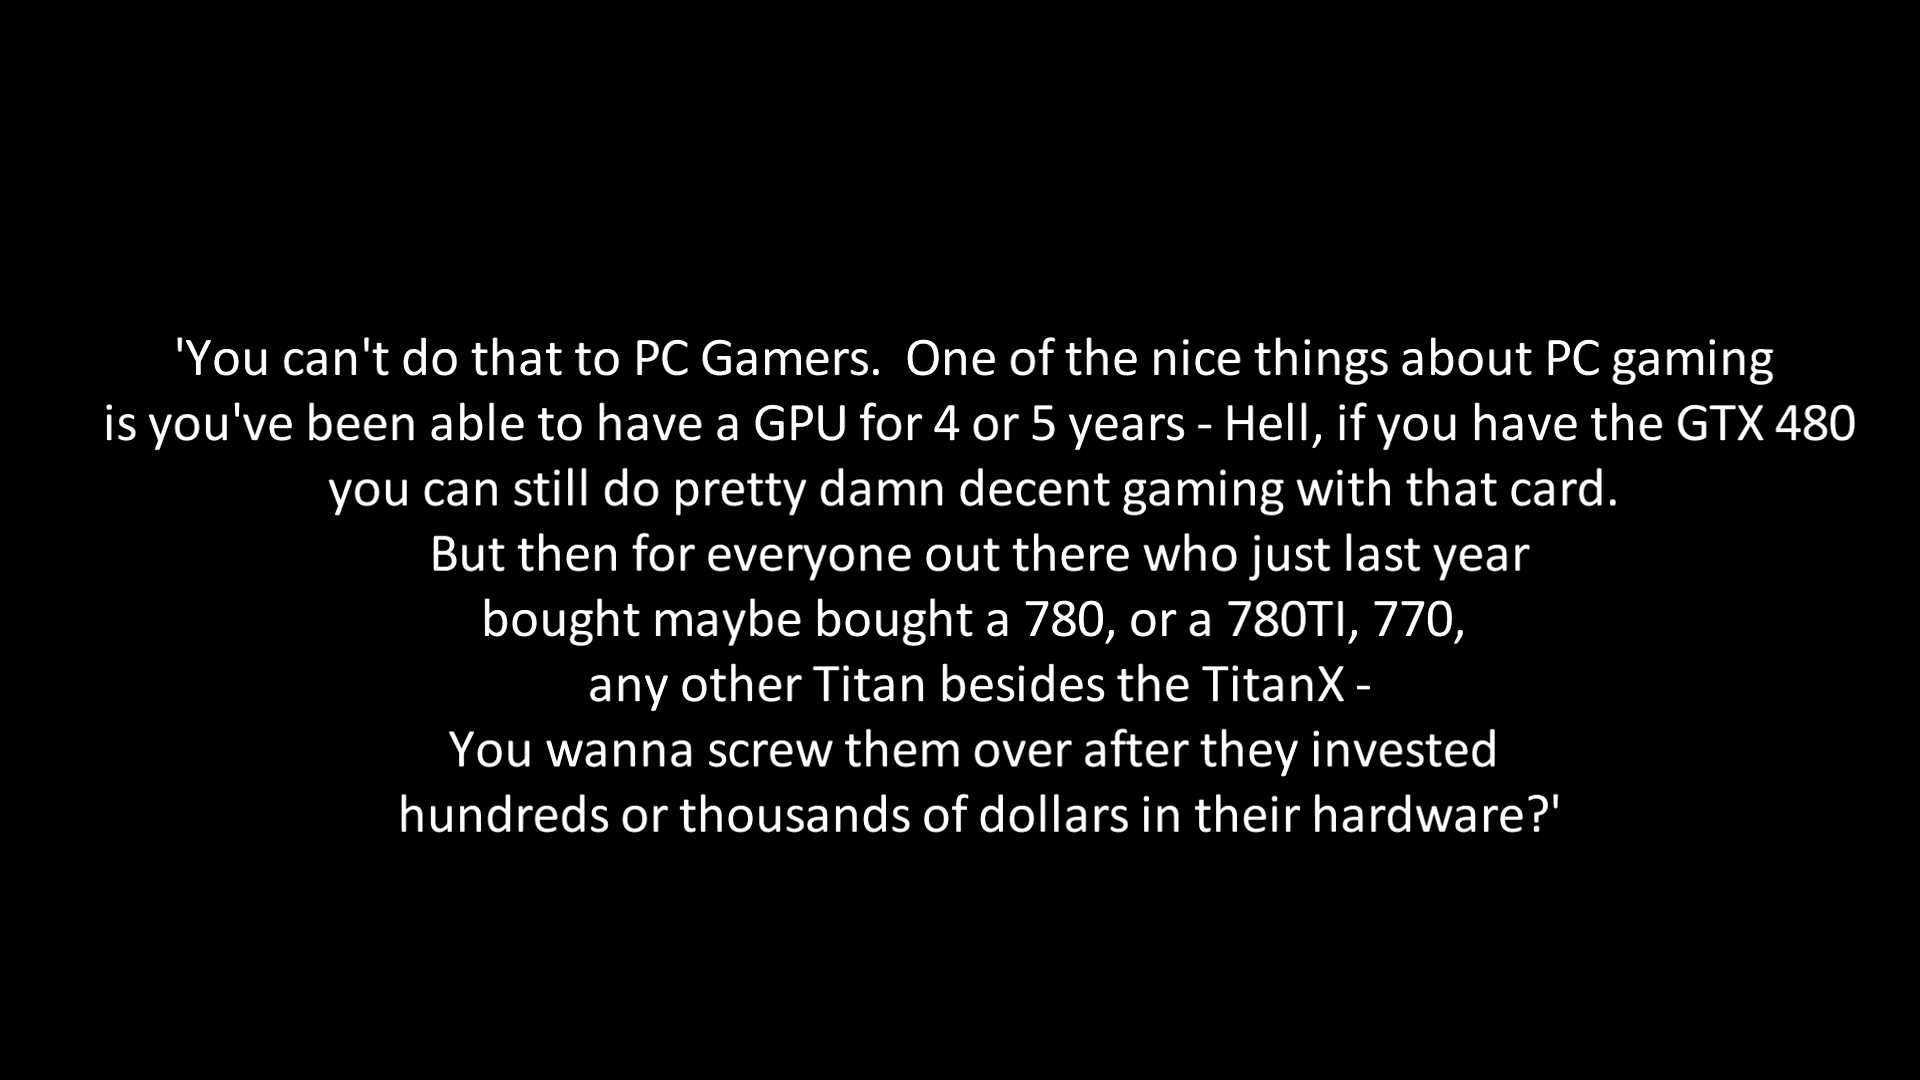 'You can't do that to PC Gamers.  One of the nice things about PC gaming
is you've been able to have a GPU for 4 or 5 years - Hell, if you have the GTX 480
you can still do pretty damn decent gaming with that card.
But then for everyone out there who just last year
bought maybe bought a 780, or a 780TI, 770,
any other Titan besides the TitanX -
You wanna screw them over after they invested
hundreds or thousands of dollars in their hardware?'